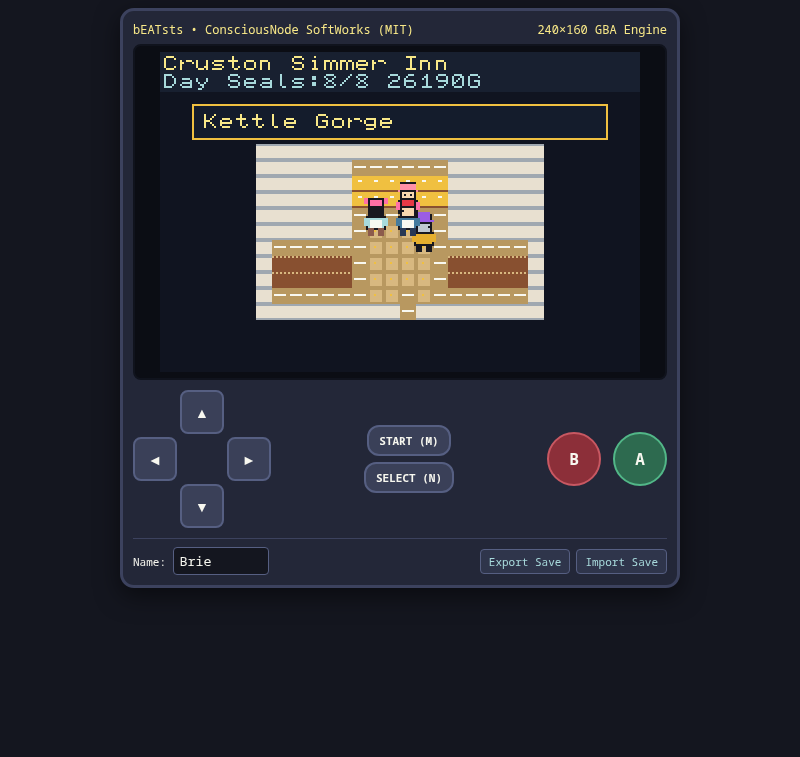 bEATsts • ConsciousNode SoftWorks (MIT)
240×160 GBA Engine
Cruston Simmer Inn
Day Seals:8/8 26190G
Kettle Gorge
▲
◀
▶
▼
START (M)
SELECT (N)
B
A
Name: Brie
Export Save
Import Save